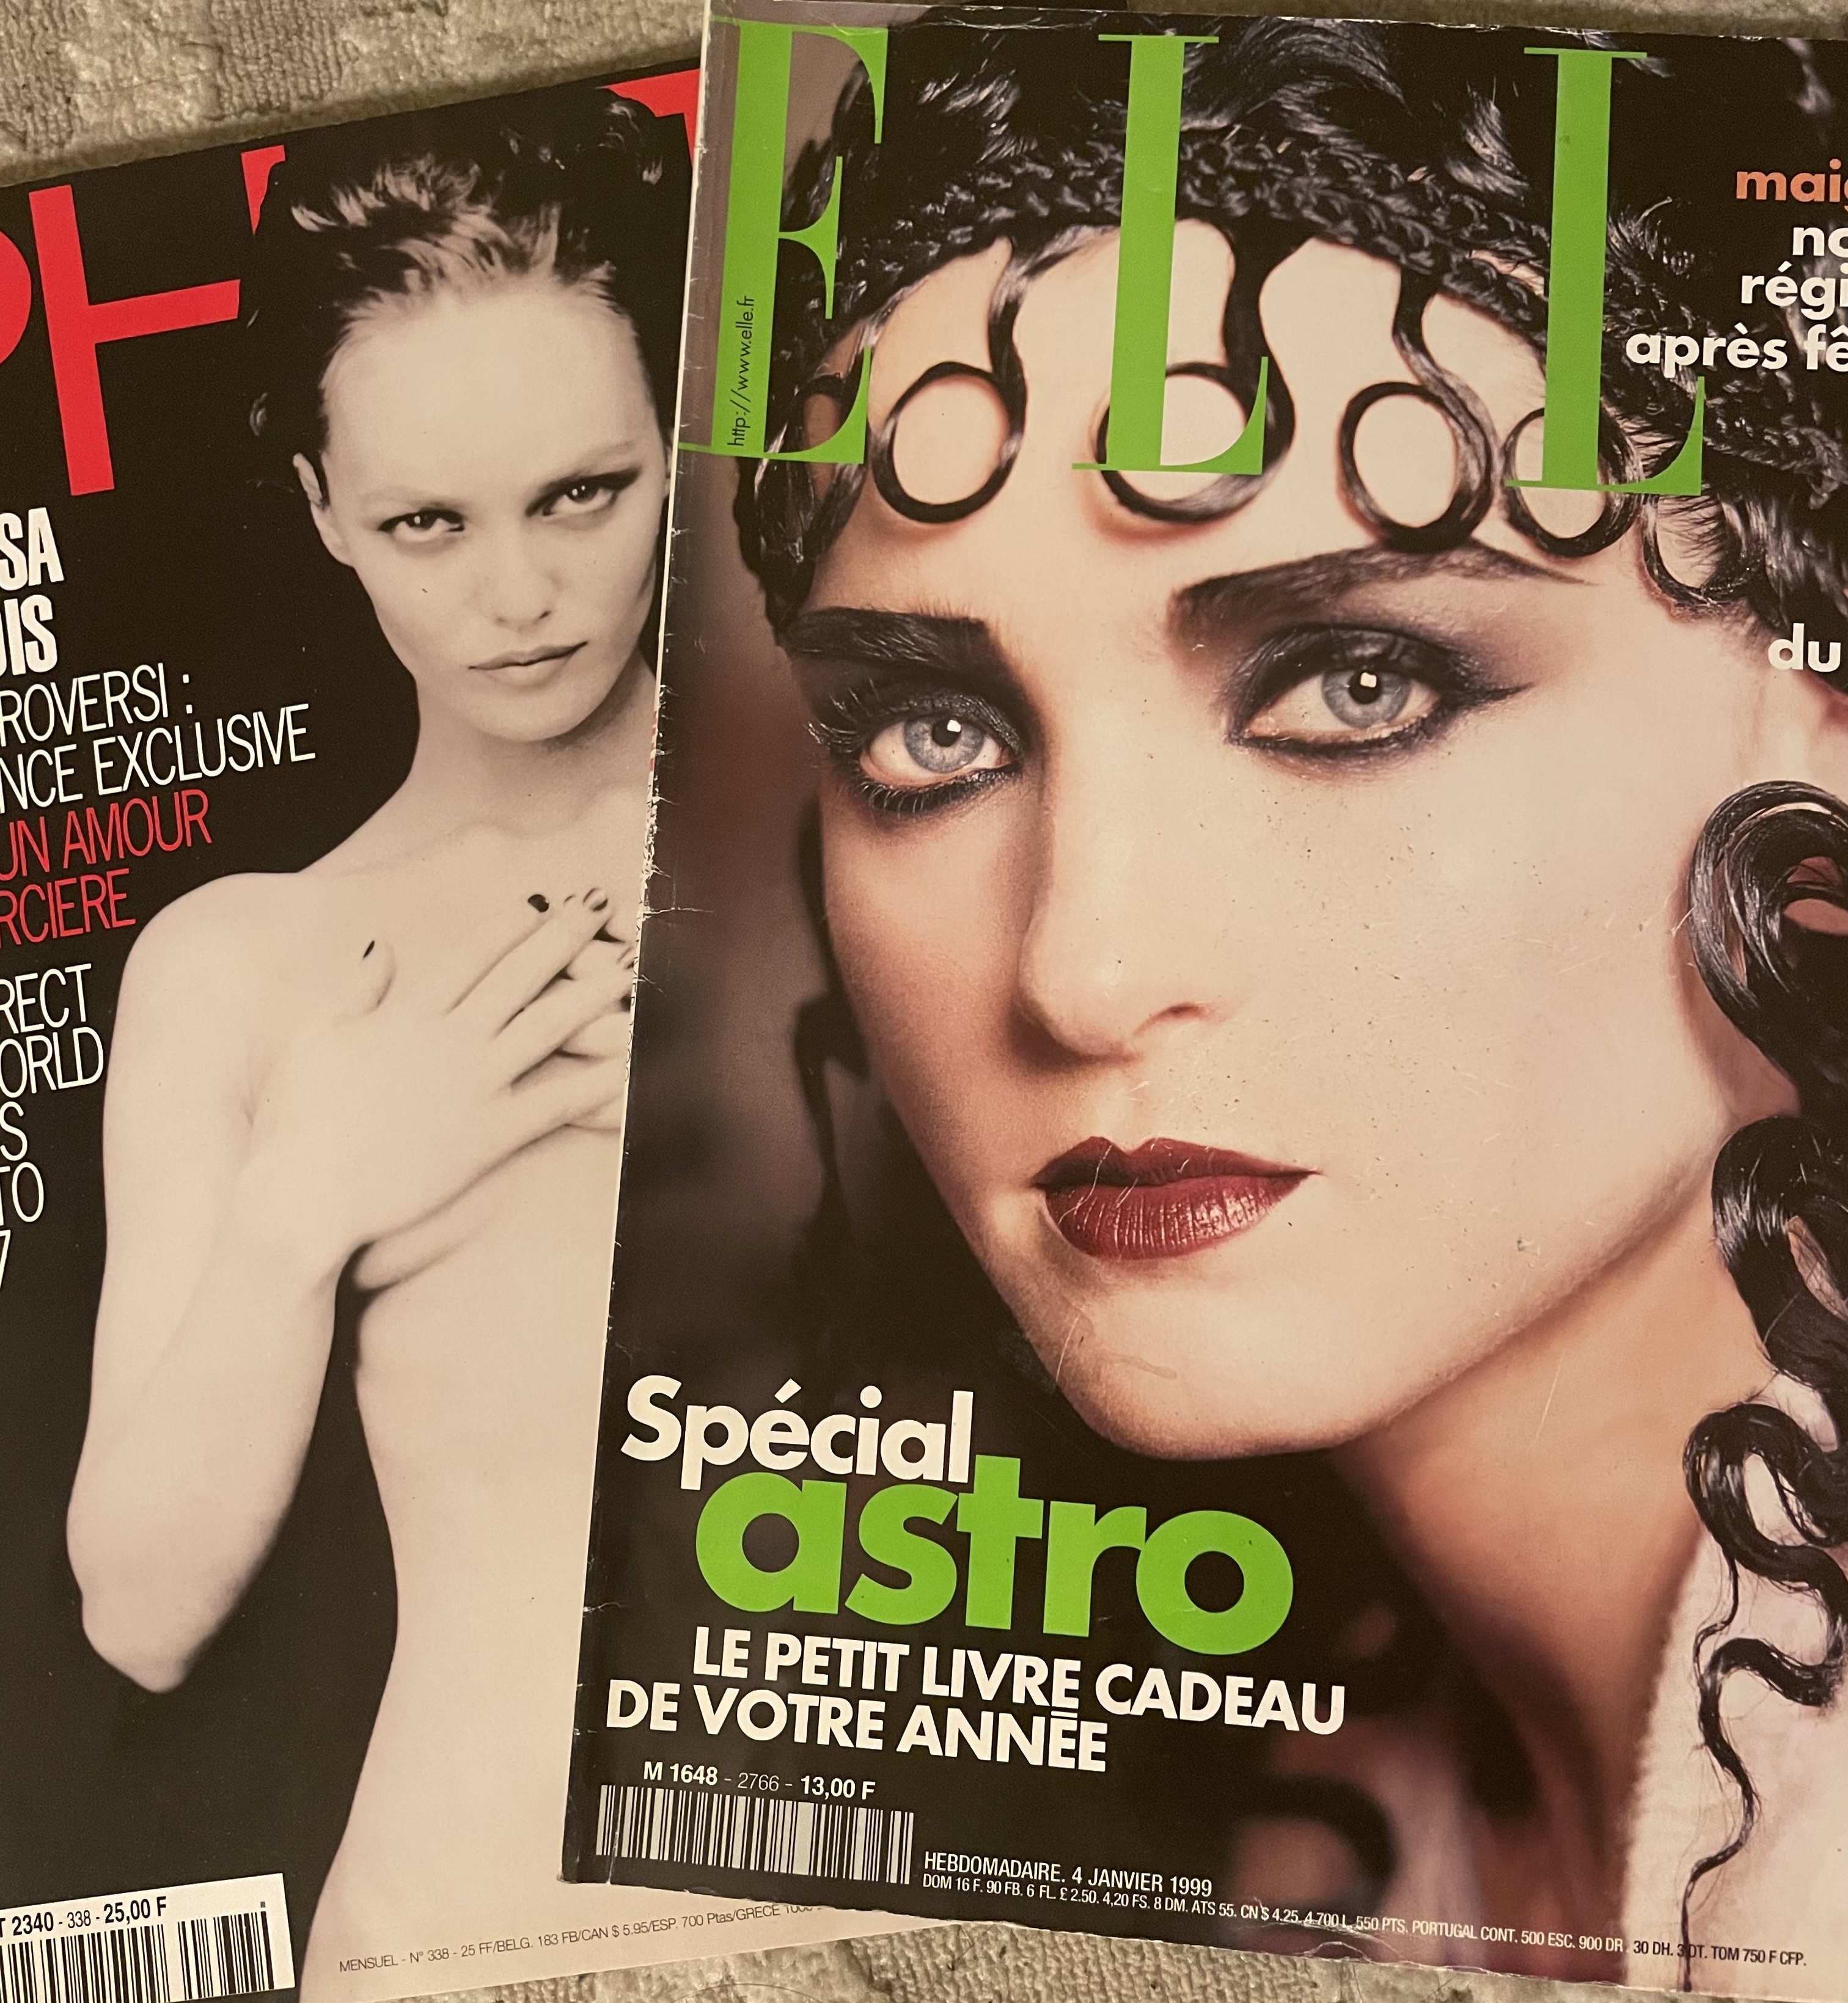 PH
SA
DIS
ROVERSI :
NCE EXCLUSIVE
UN AMOUR
RCIERE
RECT
ORLD
S
TO
7
T 2340 - 338 - 25,00 F
MENSUEL - N° 338 - 25 FF/BELG. 183 FB/CAN $ 5.95/ESP. 700 Ptas/GRECE
ELL
http://www.elle.fr
maig
no
régi
après fê
du
Spécial
astro
LE PETIT LIVRE CADEAU
DE VOTRE ANNÉE
M 1648 - 2766 - 13,00 F
HEBDOMADAIRE. 4 JANVIER 1999
DOM 16 F. 90 FB. 6 FL. £ 2.50. 4,20 FS. 8 DM. ATS 55. CN $ 4.25. 4 700 L. 550 PTS. PORTUGAL CONT. 500 ESC. 900 DR. 30 DH. 3 DT. TOM 750 F CFP.